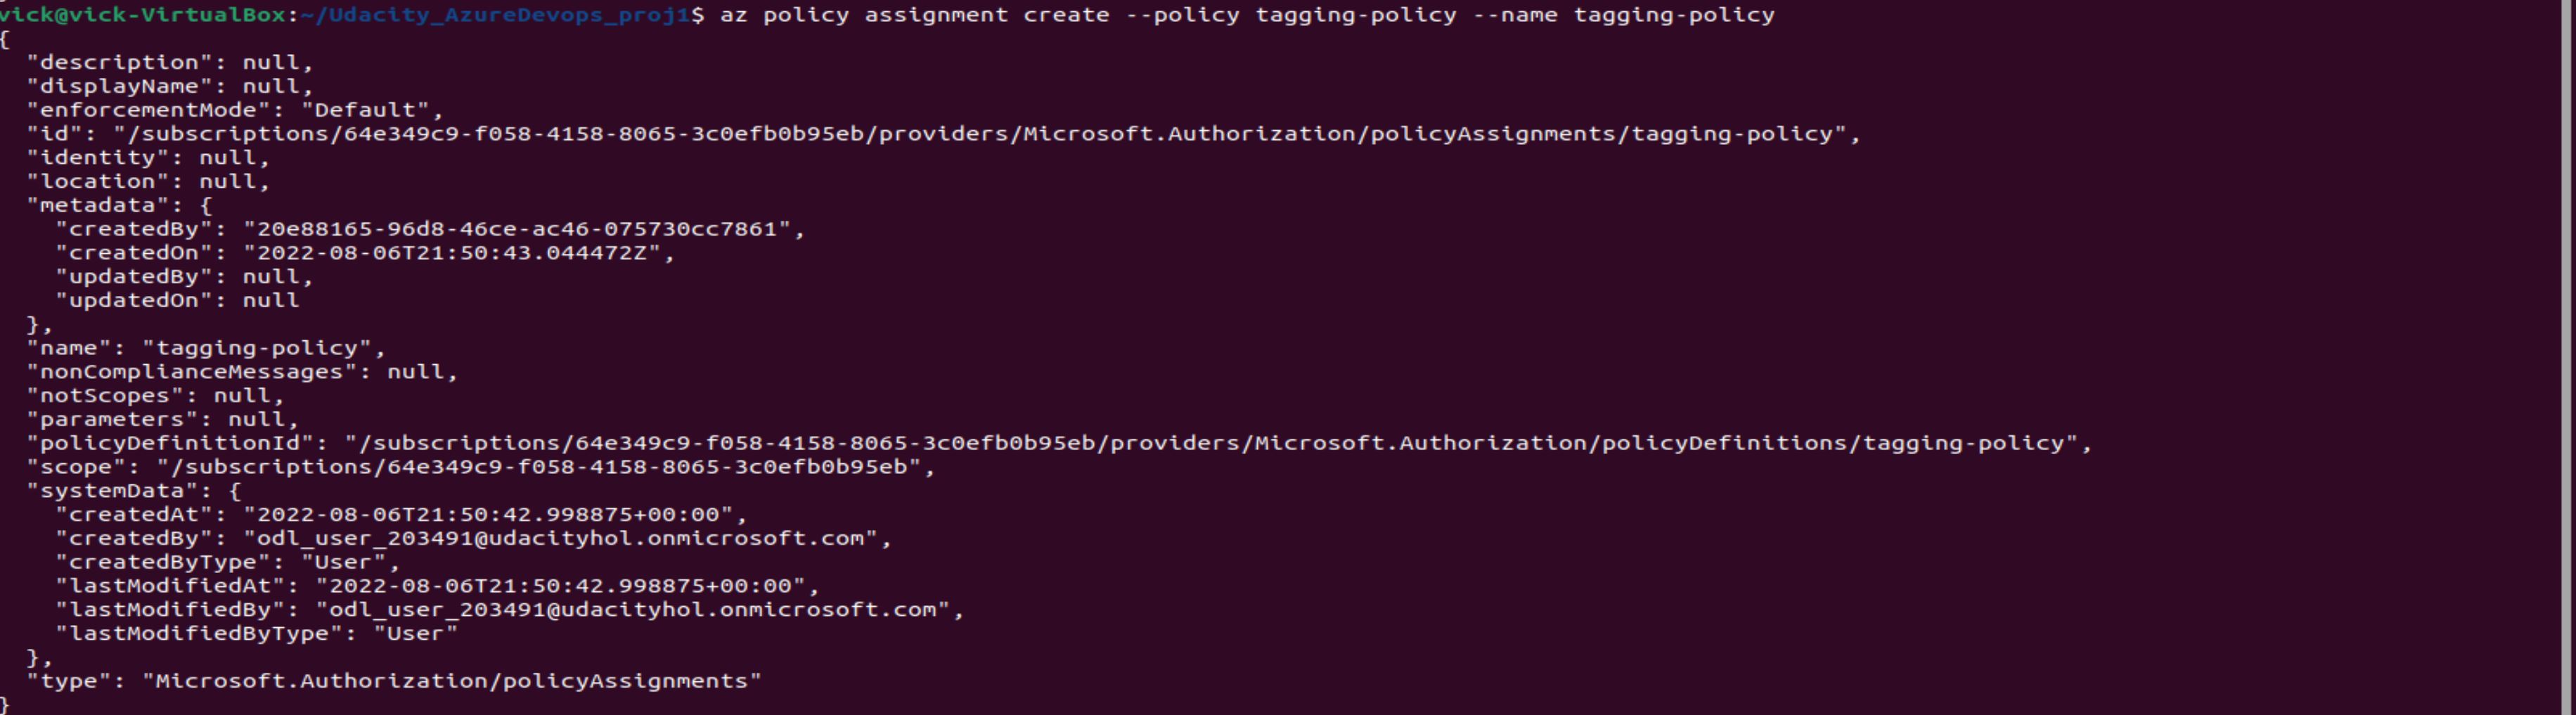 vick@vick-VirtualBox:~/Udacity_AzureDevops_proj1$ az policy assignment create --policy tagging-policy --name tagging-policy
{
  "description": null,
  "displayName": null,
  "enforcementMode": "Default",
  "id": "/subscriptions/64e349c9-f058-4158-8065-3c0efb0b95eb/providers/Microsoft.Authorization/policyAssignments/tagging-policy",
  "identity": null,
  "location": null,
  "metadata": {
    "createdBy": "20e88165-96d8-46ce-ac46-075730cc7861",
    "createdOn": "2022-08-06T21:50:43.044472Z",
    "updatedBy": null,
    "updatedOn": null
  },
  "name": "tagging-policy",
  "nonComplianceMessages": null,
  "notScopes": null,
  "parameters": null,
  "policyDefinitionId": "/subscriptions/64e349c9-f058-4158-8065-3c0efb0b95eb/providers/Microsoft.Authorization/policyDefinitions/tagging-policy",
  "scope": "/subscriptions/64e349c9-f058-4158-8065-3c0efb0b95eb",
  "systemData": {
    "createdAt": "2022-08-06T21:50:42.998875+00:00",
    "createdBy": "odl_user_203491@udacityhol.onmicrosoft.com",
    "createdByType": "User",
    "lastModifiedAt": "2022-08-06T21:50:42.998875+00:00",
    "lastModifiedBy": "odl_user_203491@udacityhol.onmicrosoft.com",
    "lastModifiedByType": "User"
  },
  "type": "Microsoft.Authorization/policyAssignments"
}